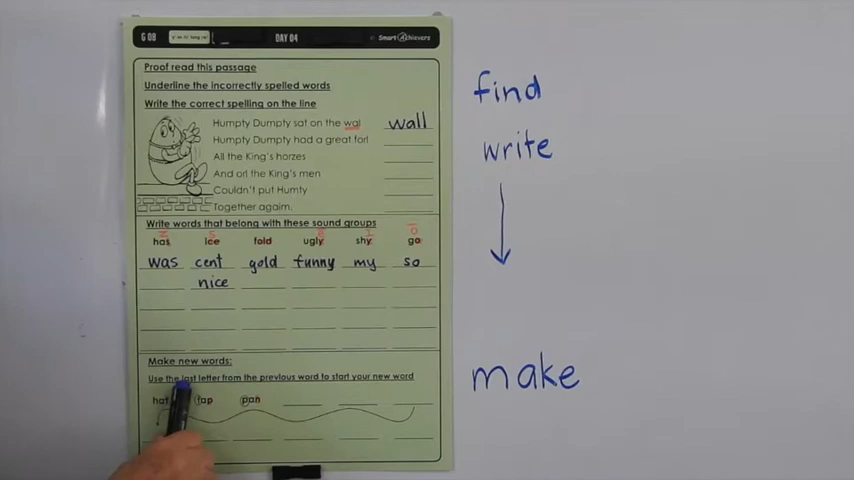 G 08 DAY 04 Smart Achievers
Proof read this passage
Underline the incorrectly spelled words
Write the correct spelling on the line
Humpty Dumpty sat on the wal wall
Humpty Dumpty had a great forl
All the King's horzes
And orl the King's men
Couldn't put Humty
Together agairn.
Write words that belong with these sound groups
has ice fold ugly shy go
was cent gold funny my so
nice
Make new words:
Use the last letter from the previous word to start your new word
hat tap pan
find
write
make